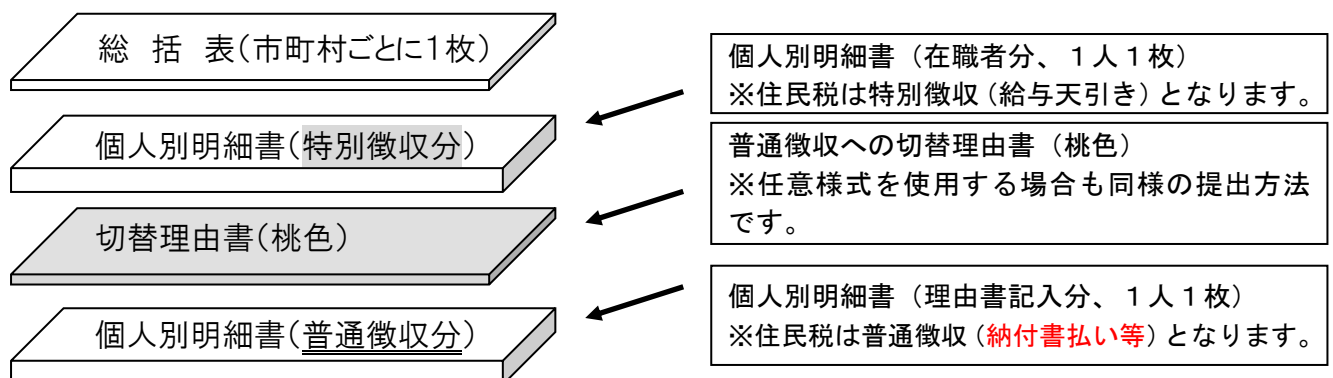 総 括 表(市町村ごとに1枚)
個人別明細書(特別徴収分)
切替理由書(桃色)
個人別明細書(普通徴収分)
個人別明細書（在職者分、１人１枚）
※住民税は特別徴収（給与天引き）となります。
普通徴収への切替理由書（桃色）
※任意様式を使用する場合も同様の提出方法
です。
個人別明細書（理由書記入分、１人１枚）
※住民税は普通徴収（納付書払い等）となります。